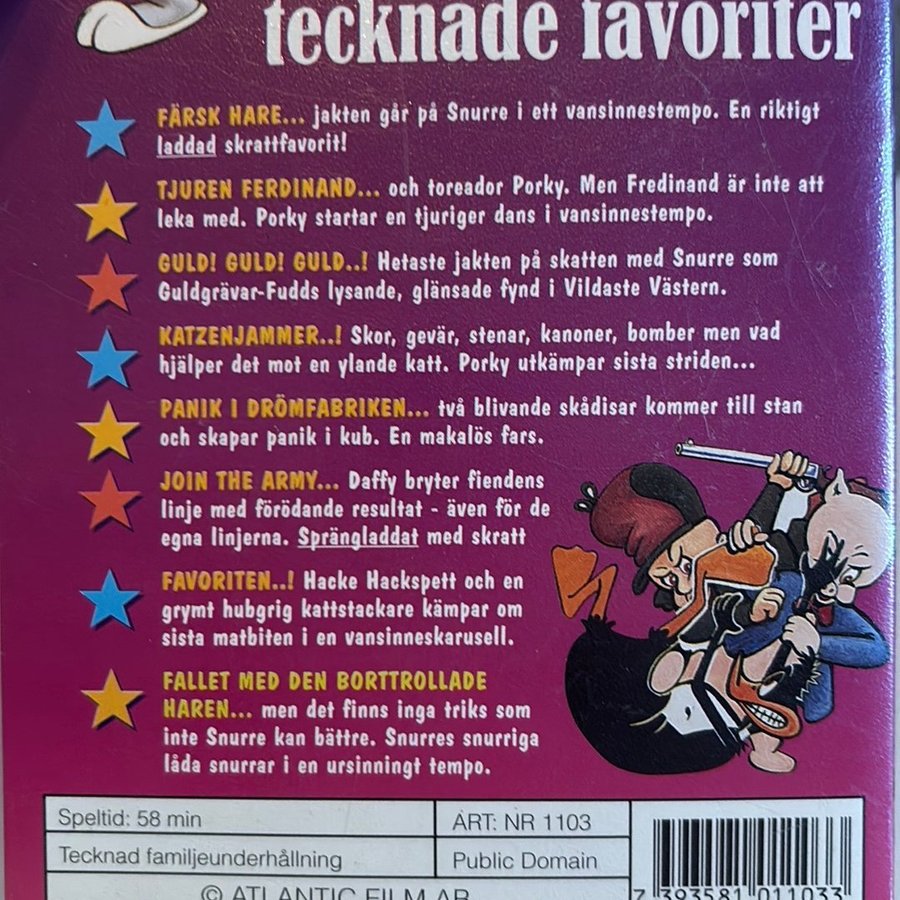 tecknade favoriter
FÄRSK HARE... jakten går på Snurre i ett vansinnestempo. En riktigt
laddad skrattfavorit!
TJUREN FERDINAND... och toreador Porky. Men Fredinand är inte att
leka med. Porky startar en tjuriger dans i vansinnestempo.
GULD! GULD! GULD..! Hetaste jakten på skatten med Snurre som
Guldgrävar-Fudds lysande, glänsade fynd i Vildaste Västern.
KATZENJAMMER..! Skor, gevär, stenar, kanoner, bomber men vad
hjälper det mot en ylande katt. Porky utkämpar sista striden...
PANIK I DRÖMFABRIKEN... två blivande skådisar kommer till stan
och skapar panik i kub. En makalös fars.
JOIN THE ARMY... Daffy bryter fiendens
linje med förödande resultat - även för de
egna linjerna. Sprängladdat med skratt
FAVORITEN..! Hacke Hackspett och en
grymt hubgrig kattstackare kämpar om
sista matbiten i en vansinneskarusell.
FALLET MED DEN BORTTROLLADE
HAREN... men det finns inga triks som
inte Snurre kan bättre. Snurres snurriga
låda snurrar i en ursinningt tempo.
Speltid: 58 min
ART: NR 1103
Tecknad familjeunderhållning
Public Domain
© ATLANTIC FILM AB
7 393581 011033